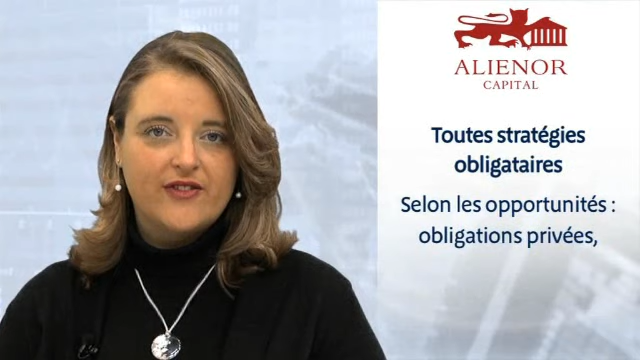 ALIENOR
CAPITAL
Toutes stratégies
obligataires
Selon les opportunités :
obligations privées,